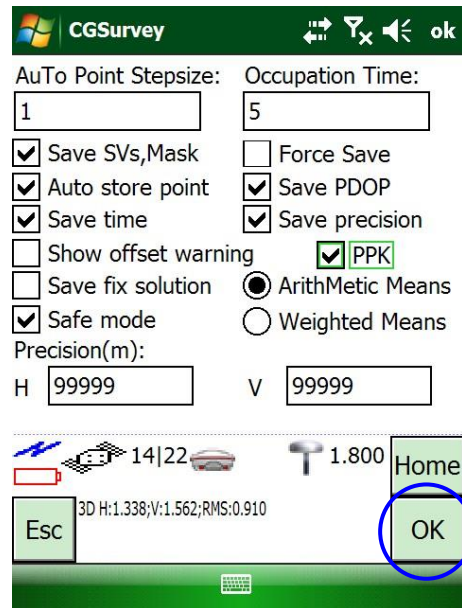 CGSurvey ok
AuTo Point Stepsize: Occupation Time:
1 5
Save SVs,Mask Force Save
Auto store point Save PDOP
Save time Save precision
Show offset warning PPK
Save fix solution ArithMetic Means
Safe mode Weighted Means
Precision(m):
H 99999 V 99999
14|22 1.800 Home
Esc 3D H:1.338;V:1.562;RMS:0.910 OK